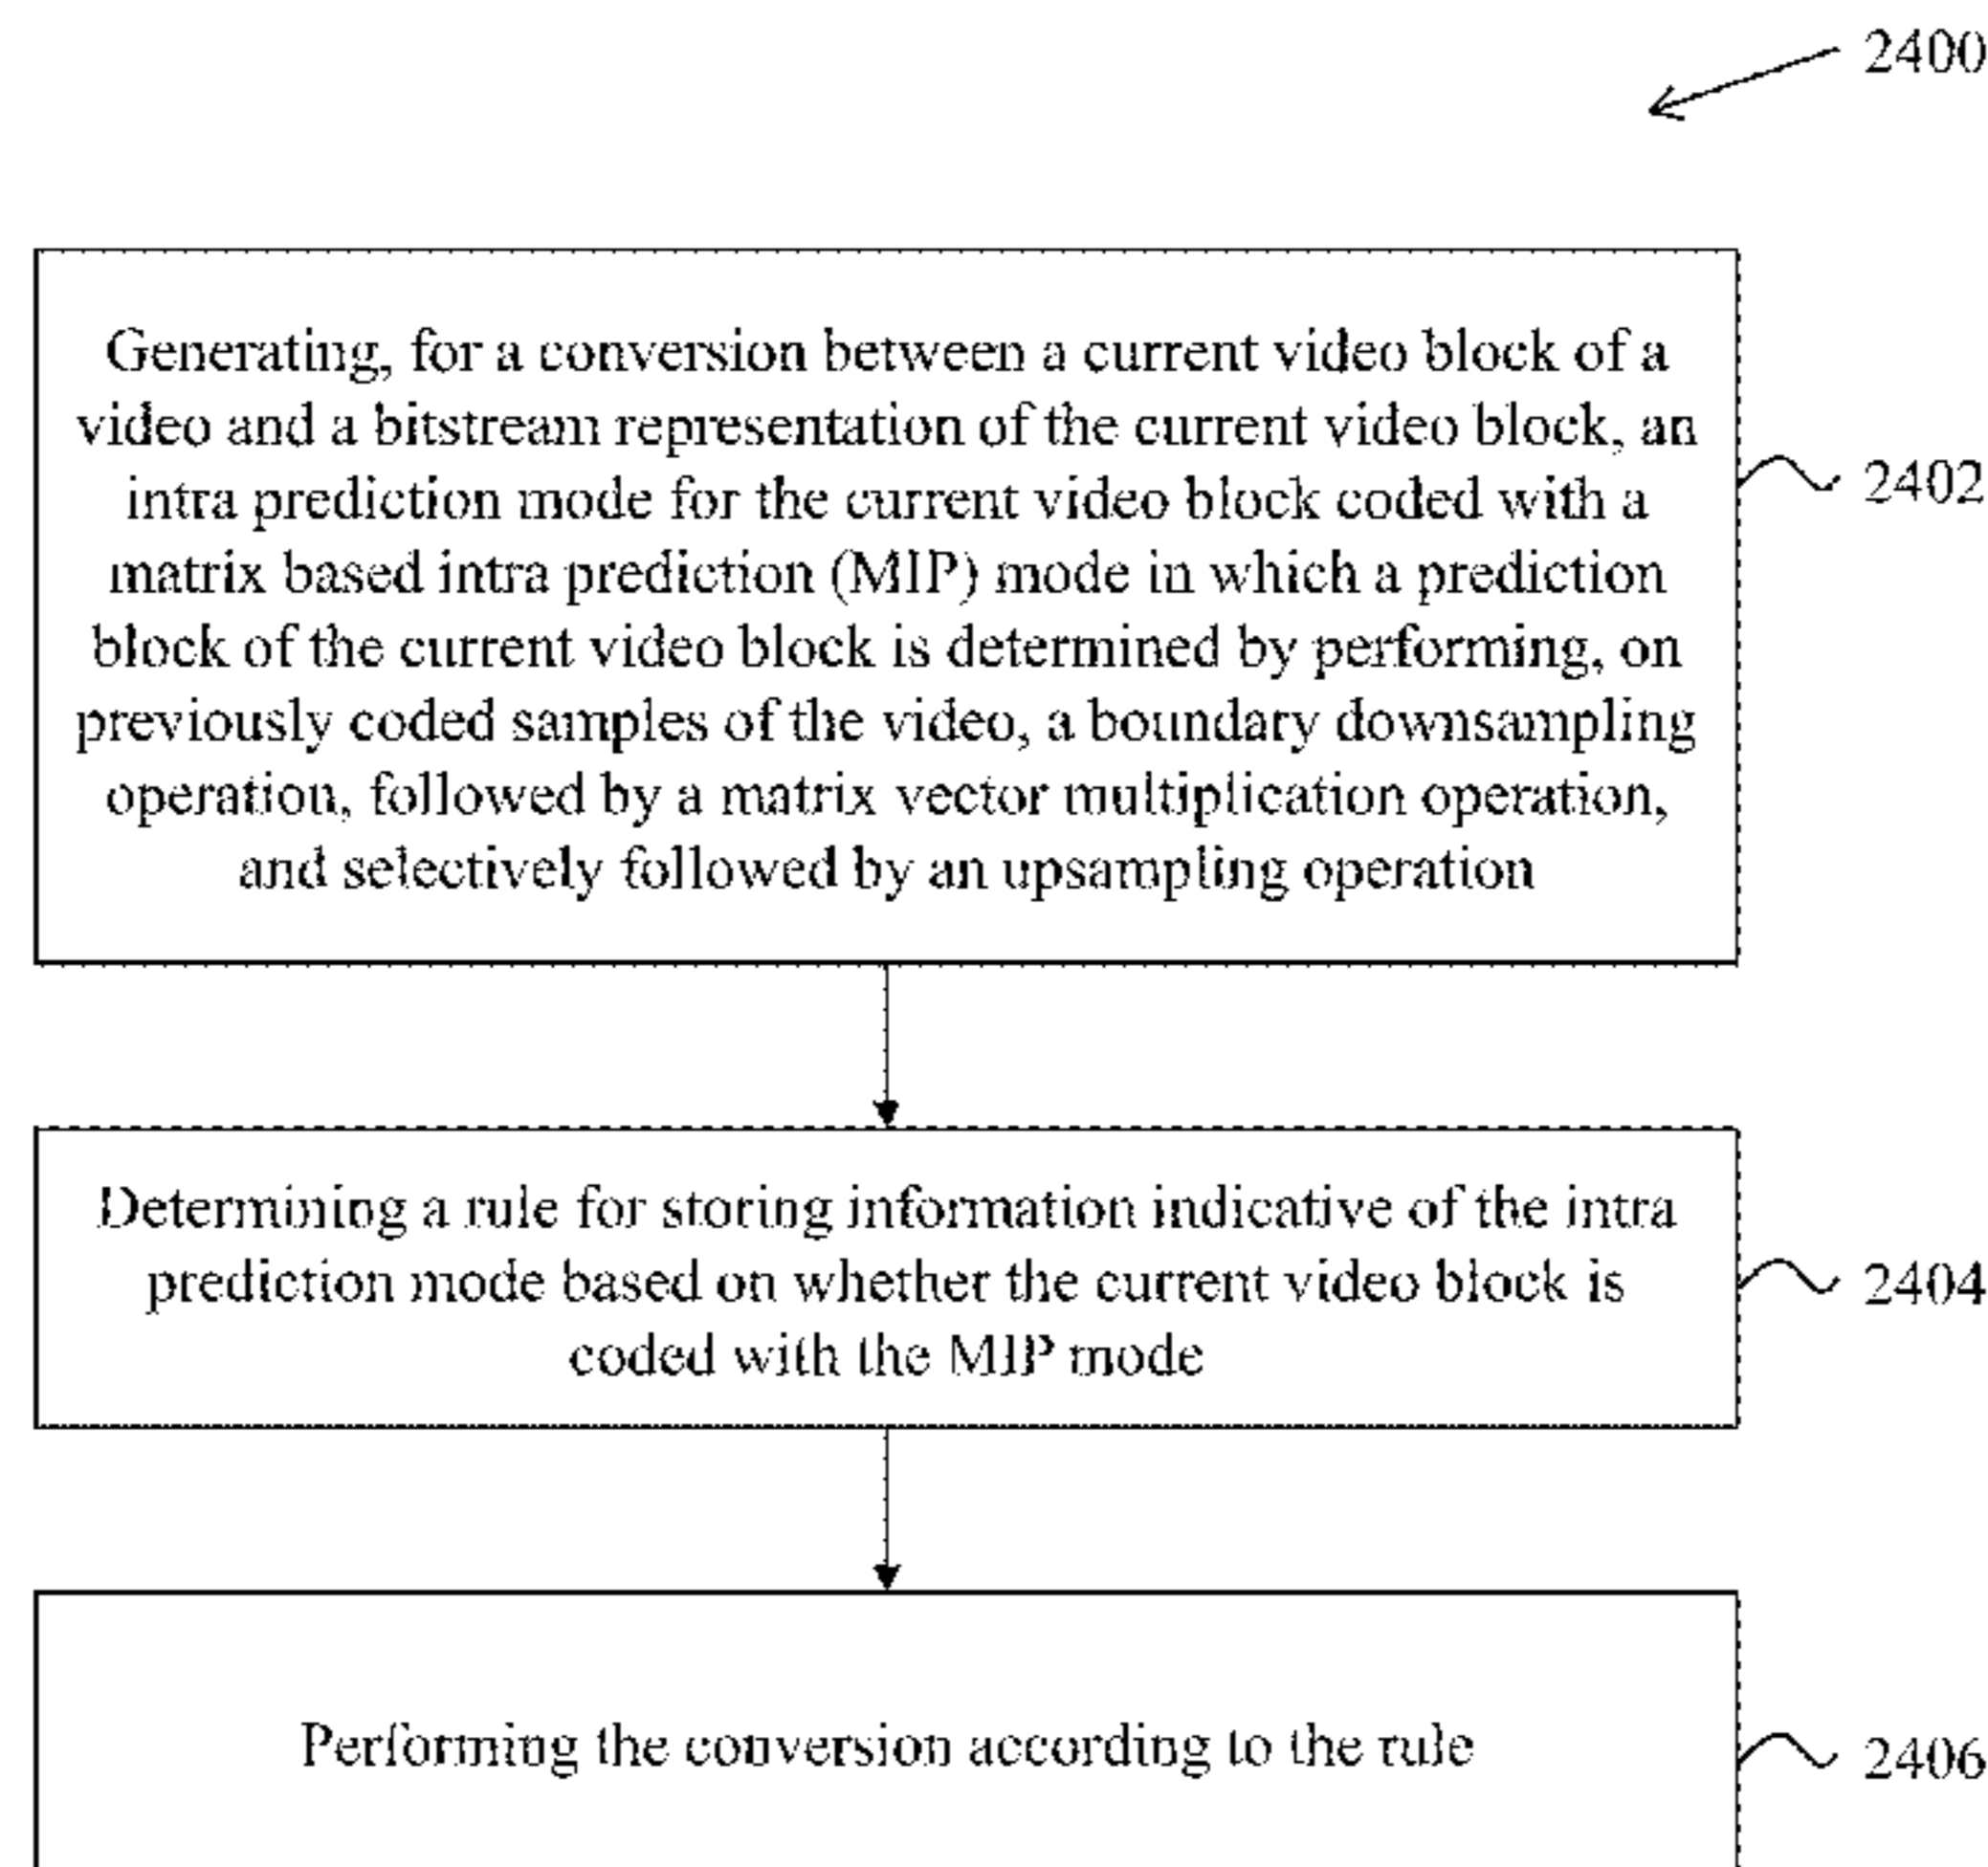 2400
Generating, for a conversion between a current video block of a
video and a bitstream representation of the current video block, an
intra prediction mode for the current video block coded with a
matrix based intra prediction (MIP) mode in which a prediction
block of the current video block is determined by performing, on
previously coded samples of the video, a boundary downsampling
operation, followed by a matrix vector multiplication operation,
and selectively followed by an upsampling operation
2402
Determining a rule for storing information indicative of the intra
prediction mode based on whether the current video block is
coded with the MIP mode
2404
Performing the conversion according to the rule
2406